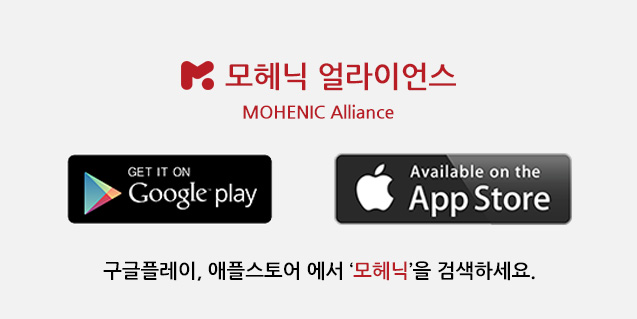 모헤닉 얼라이언스
MOHENIC Alliance
GET IT ON
Google play
Available on the
App Store
구글플레이, 애플스토어 에서 ‘모헤닉’을 검색하세요.